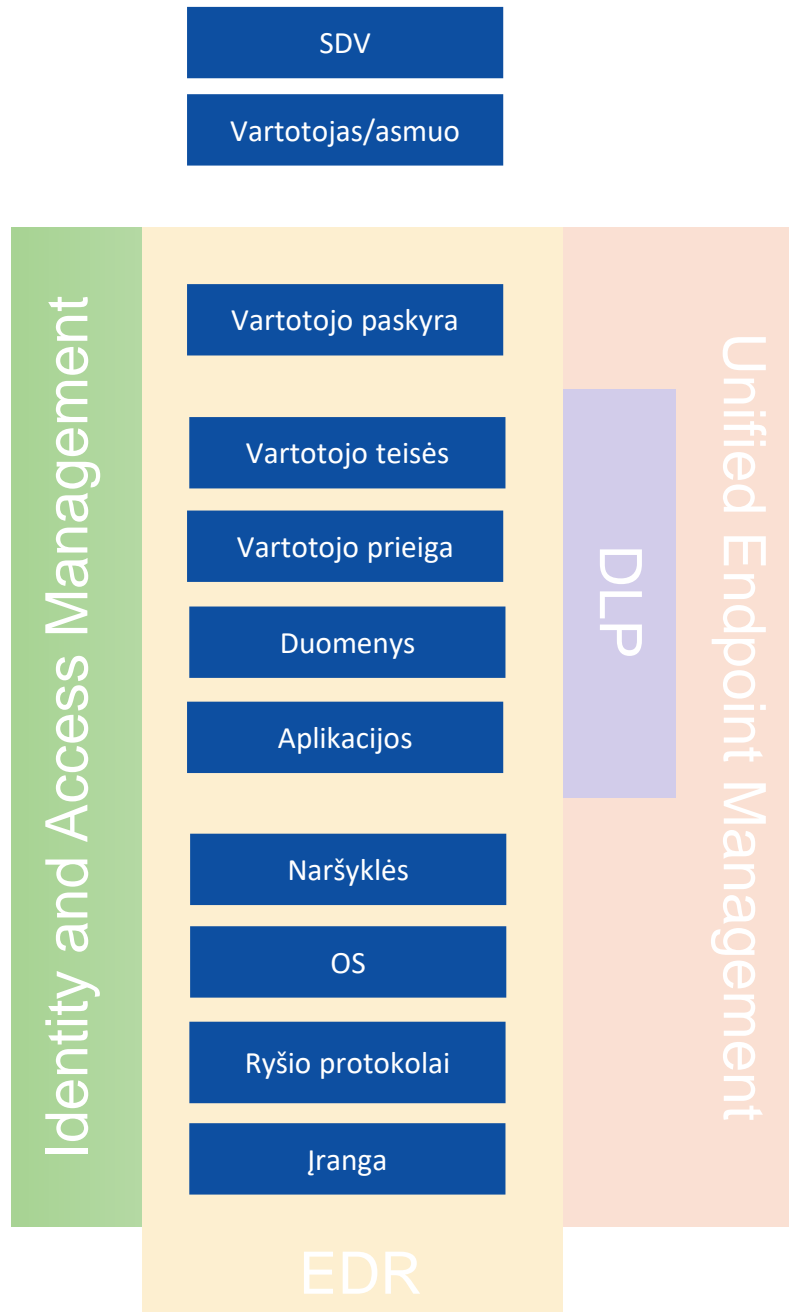 SDV
Vartotojas/asmuo
Identity and Access Management
Vartotojo paskyra
Vartotojo teisės
Vartotojo prieiga
Duomenys
Aplikacijos
Naršyklės
OS
Ryšio protokolai
Įranga
EDR
DLP
Unified Endpoint Management